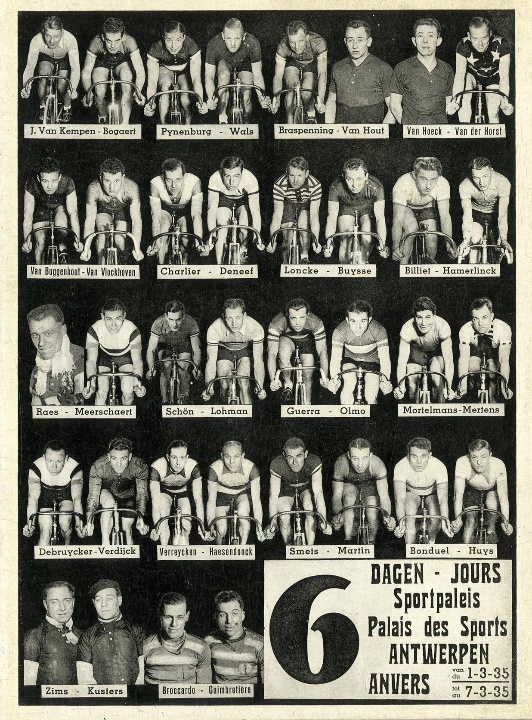 J. Van Kempen - Bogaert
Pynenburg - Wals
Braspenning - Van Hout
Van Hoeck - Van der Horst
Van Buggenhout - Van Vlockhoven
Charlier - Deneef
Loncke - Buysse
Billiet - Hamerlinck
Raes - Meerschaert
Schön - Lohman
Guerra - Olmo
Mortelmans - Mertens
Debruycker - Verdijck
Verreycken - Haesendonck
Smets - Martin
Bonduel - Huys
Zims - Kusters
Broccardo - Guimbretière
6
DAGEN - JOURS
Sportpaleis
Palais des Sports
ANTWERPEN
ANVERS
van
du 1-3-35
tot
au 7-3-35